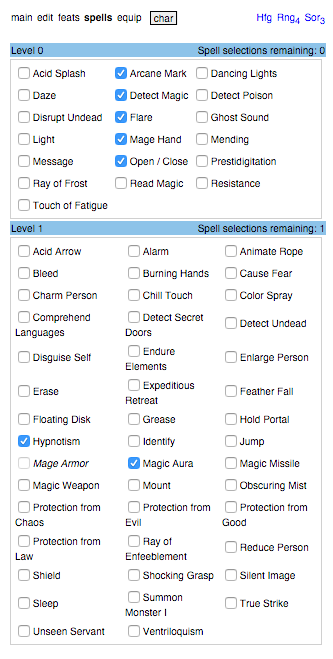 main edit feats spells equip char Hfg Rng4 Sor3
Level 0 Spell selections remaining: 0
Acid Splash Arcane Mark Dancing Lights
Daze Detect Magic Detect Poison
Disrupt Undead Flare Ghost Sound
Light Mage Hand Mending
Message Open / Close Prestidigitation
Ray of Frost Read Magic Resistance
Touch of Fatigue
Level 1 Spell selections remaining: 1
Acid Arrow Alarm Animate Rope
Bleed Burning Hands Cause Fear
Charm Person Chill Touch Color Spray
Comprehend Languages Detect Secret Doors Detect Undead
Disguise Self Endure Elements Enlarge Person
Erase Expeditious Retreat Feather Fall
Floating Disk Grease Hold Portal
Hypnotism Identify Jump
Mage Armor Magic Aura Magic Missile
Magic Weapon Mount Obscuring Mist
Protection from Chaos Protection from Evil Protection from Good
Protection from Law Ray of Enfeeblement Reduce Person
Shield Shocking Grasp Silent Image
Sleep Summon Monster I True Strike
Unseen Servant Ventriloquism